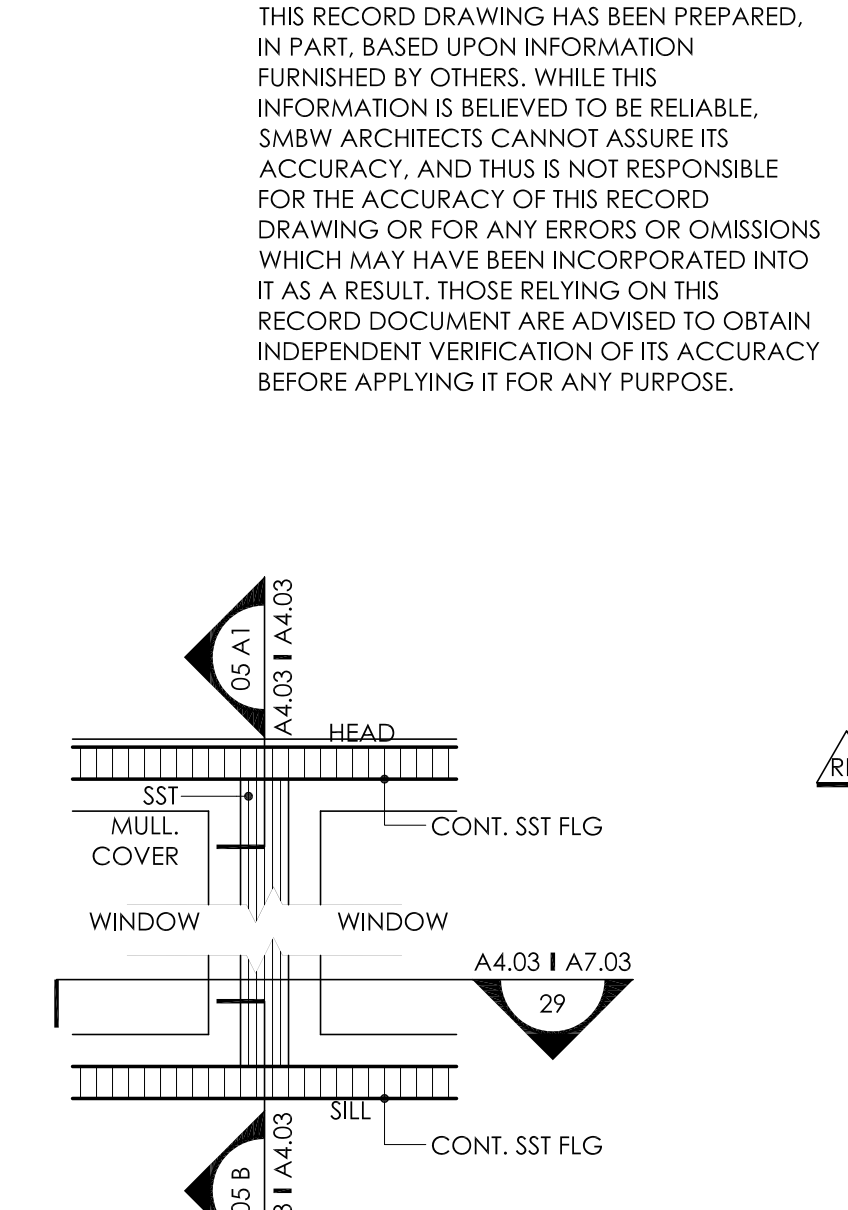 THIS RECORD DRAWING HAS BEEN PREPARED,
IN PART, BASED UPON INFORMATION
FURNISHED BY OTHERS. WHILE THIS
INFORMATION IS BELIEVED TO BE RELIABLE,
SMBW ARCHITECTS CANNOT ASSURE ITS
ACCURACY, AND THUS IS NOT RESPONSIBLE
FOR THE ACCURACY OF THIS RECORD
DRAWING OR FOR ANY ERRORS OR OMISSIONS
WHICH MAY HAVE BEEN INCORPORATED INTO
IT AS A RESULT. THOSE RELYING ON THIS
RECORD DOCUMENT ARE ADVISED TO OBTAIN
INDEPENDENT VERIFICATION OF ITS ACCURACY
BEFORE APPLYING IT FOR ANY PURPOSE.
05 A1
A4.03 A4.03
HEAD
SST
MULL.
COVER
CONT. SST FLG
WINDOW
WINDOW
A4.03 A7.03
29
SILL
CONT. SST FLG
05 B
A4.03